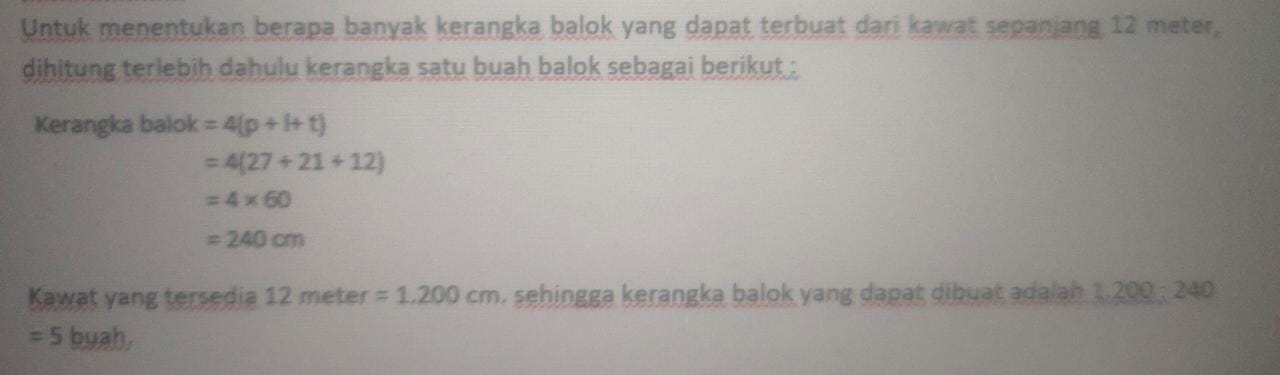 Untuk menentukan berapa banyak kerangka balok yang dapat terbuat dari kawat sepanjang 12 meter,
dihitung terlebih dahulu kerangka satu buah balok sebagai berikut :
Kerangka balok = 4(p + l+ t)
= 4(27 + 21 + 12)
= 4 × 60
= 240 cm
Kawat yang tersedia 12 meter = 1.200 cm. sehingga kerangka balok yang dapat dibuat adalah 1.200 : 240
= 5 buah,